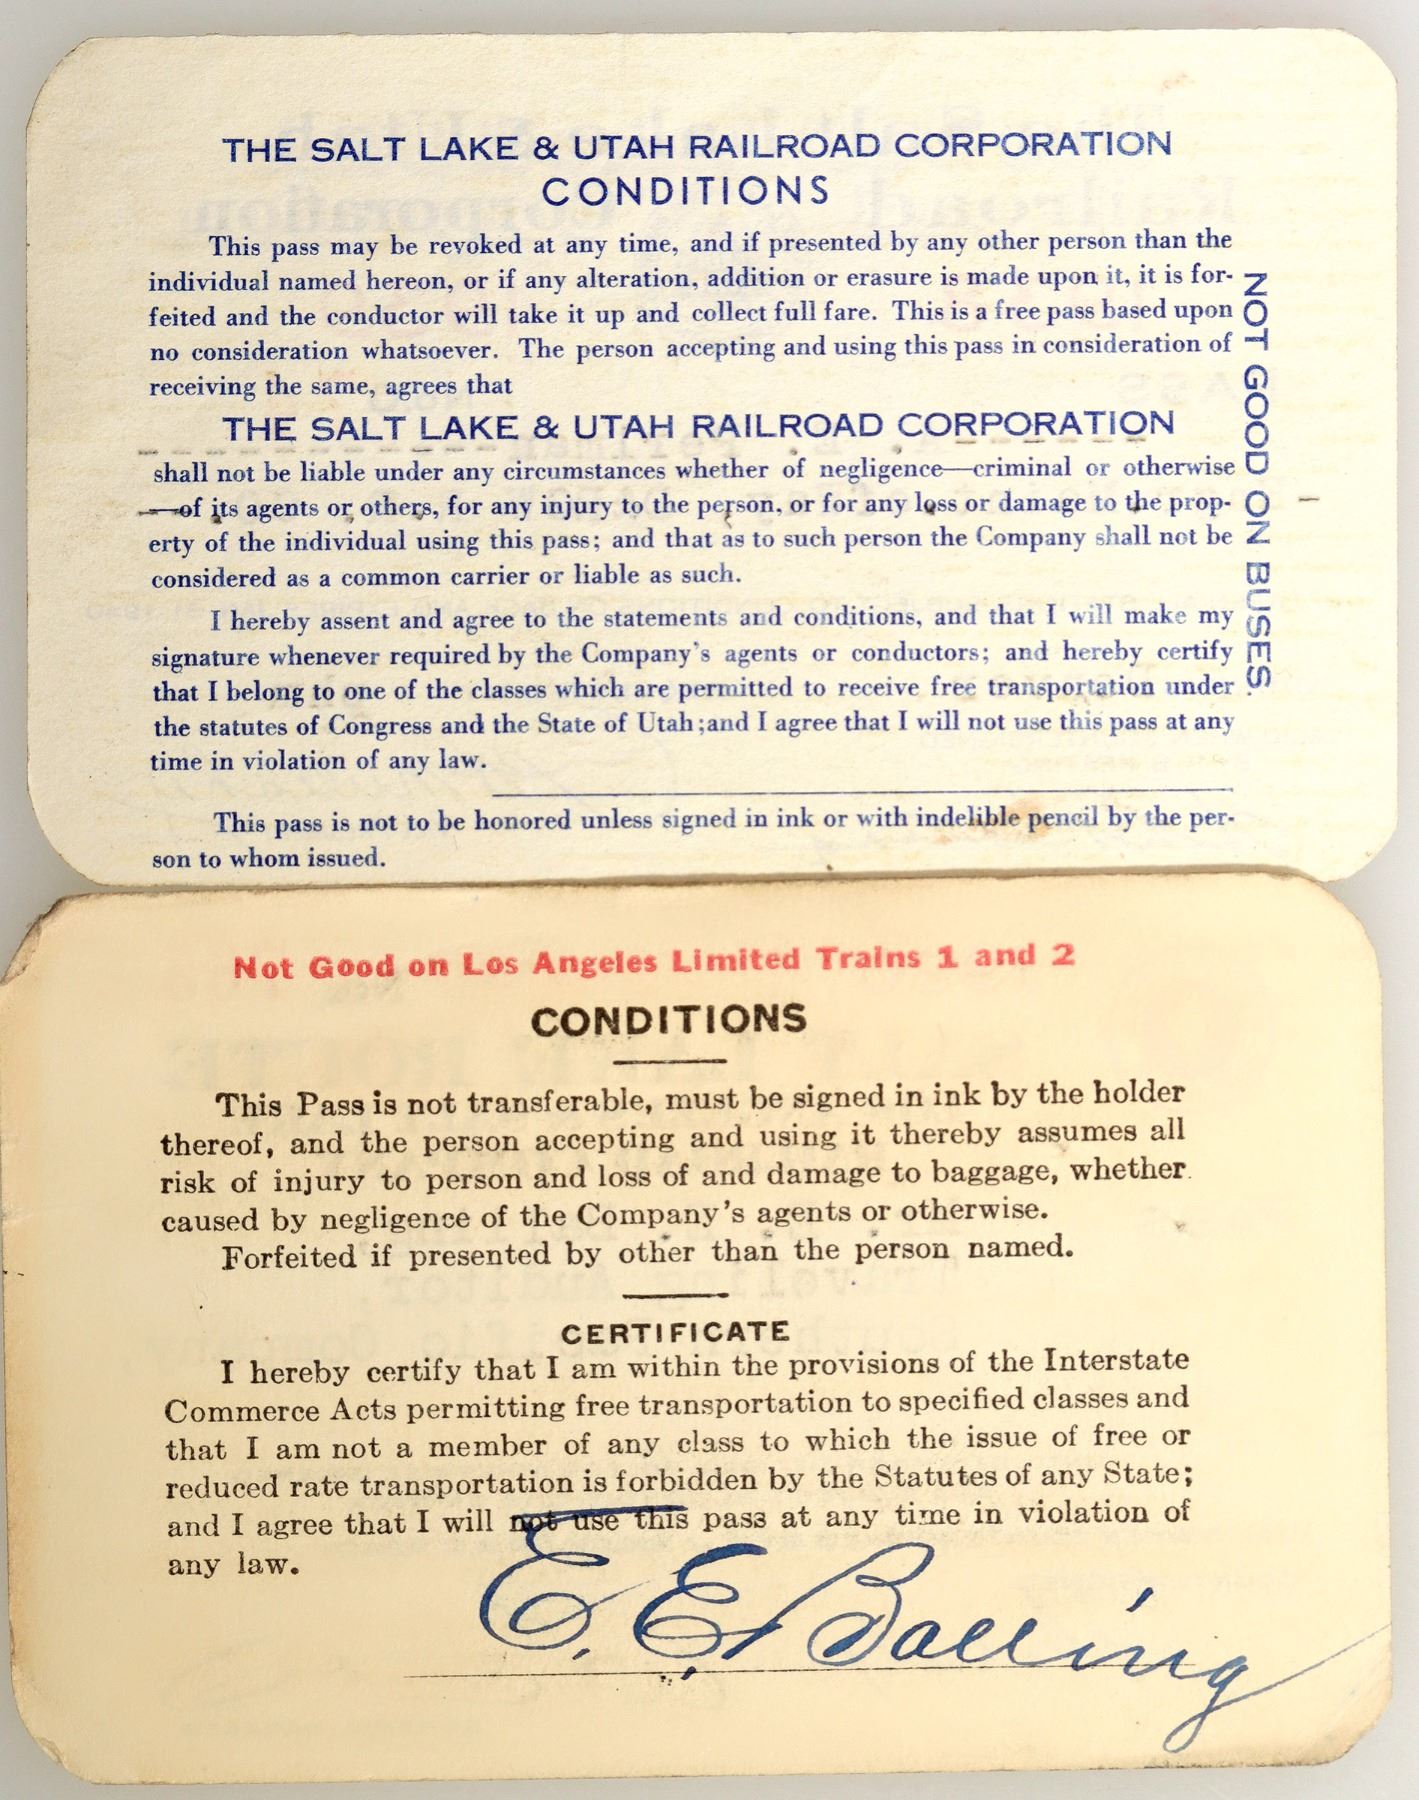 THE SALT LAKE & UTAH RAILROAD CORPORATION
CONDITIONS
This pass may be revoked at any time, and if presented by any other person than the
individual named hereon, or if any alteration, addition or erasure is made upon it, it is for-
feited and the conductor will take it up and collect full fare. This is a free pass based upon
no consideration whatsoever. The person accepting and using this pass in consideration of
receiving the same, agrees that
THE SALT LAKE & UTAH RAILROAD CORPORATION
shall not be liable under any circumstances whether of negligence—criminal or otherwise
—of its agents or others, for any injury to the person, or for any loss or damage to the prop-
erty of the individual using this pass; and that as to such person the Company shall not be
considered as a common carrier or liable as such.
I hereby assent and agree to the statements and conditions, and that I will make my
signature whenever required by the Company's agents or conductors; and hereby certify
that I belong to one of the classes which are permitted to receive free transportation under
the statutes of Congress and the State of Utah;and I agree that I will not use this pass at any
time in violation of any law.
This pass is not to be honored unless signed in ink or with indelible pencil by the per-
son to whom issued.
NOT GOOD ON BUSES.
Not Good on Los Angeles Limited Trains 1 and 2
CONDITIONS
This Pass is not transferable, must be signed in ink by the holder
thereof, and the person accepting and using it thereby assumes all
risk of injury to person and loss of and damage to baggage, whether
caused by negligence of the Company's agents or otherwise.
Forfeited if presented by other than the person named.
CERTIFICATE
I hereby certify that I am within the provisions of the Interstate
Commerce Acts permitting free transportation to specified classes and
that I am not a member of any class to which the issue of free or
reduced rate transportation is forbidden by the Statutes of any State;
and I agree that I will not use this pass at any time in violation of
any law.
E. E. Bolling